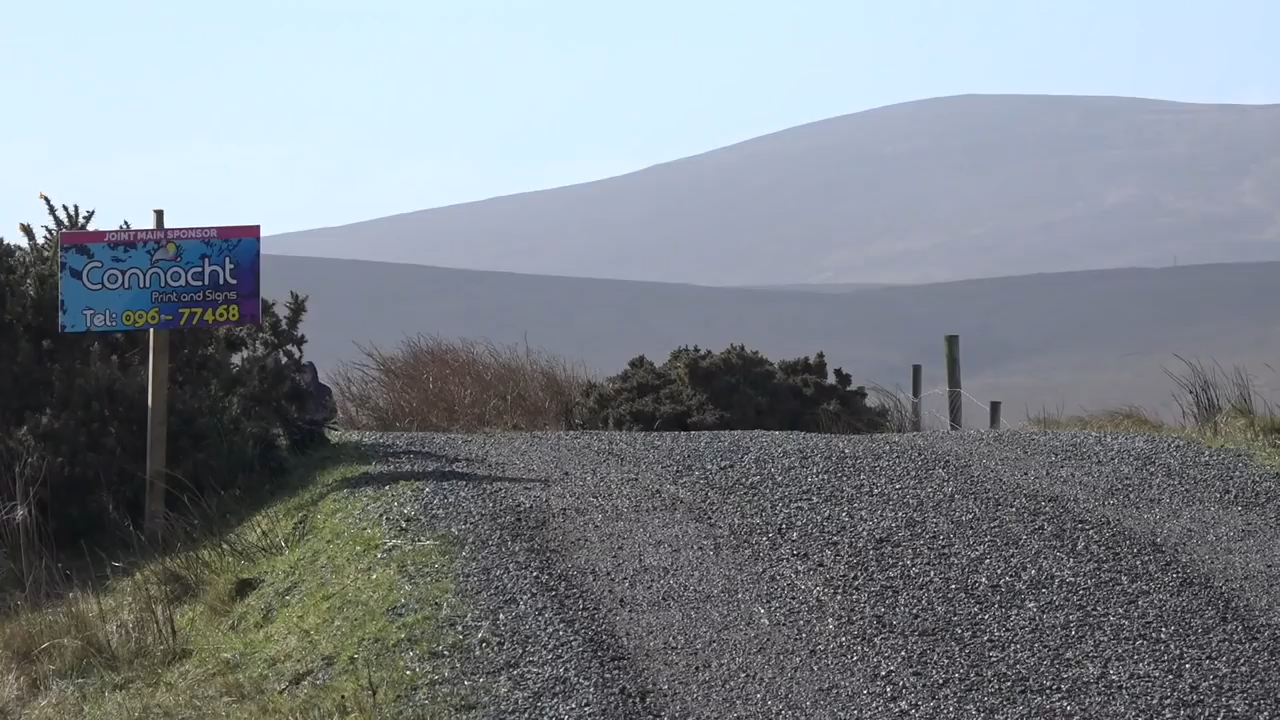 JOINT MAIN SPONSOR
Connacht
Print and Signs
Tel: 096-77468